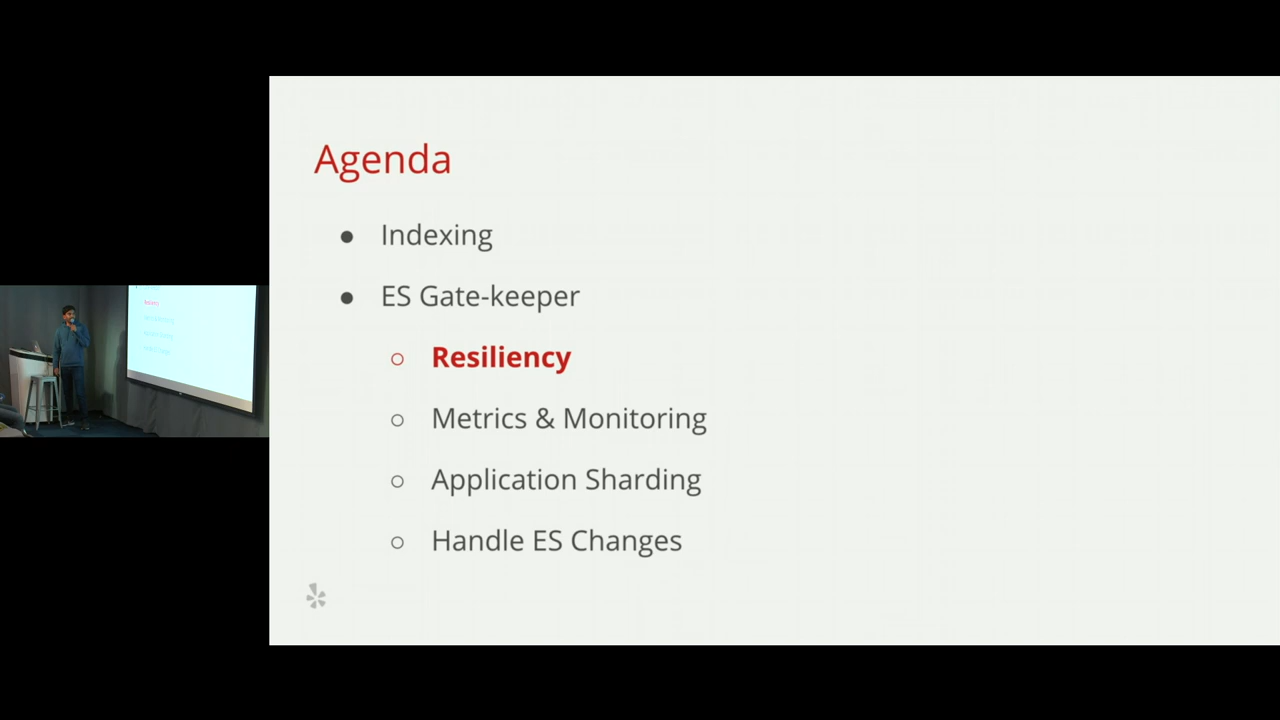 Agenda
● Indexing
● ES Gate-keeper
○ Resiliency
○ Metrics & Monitoring
○ Application Sharding
○ Handle ES Changes